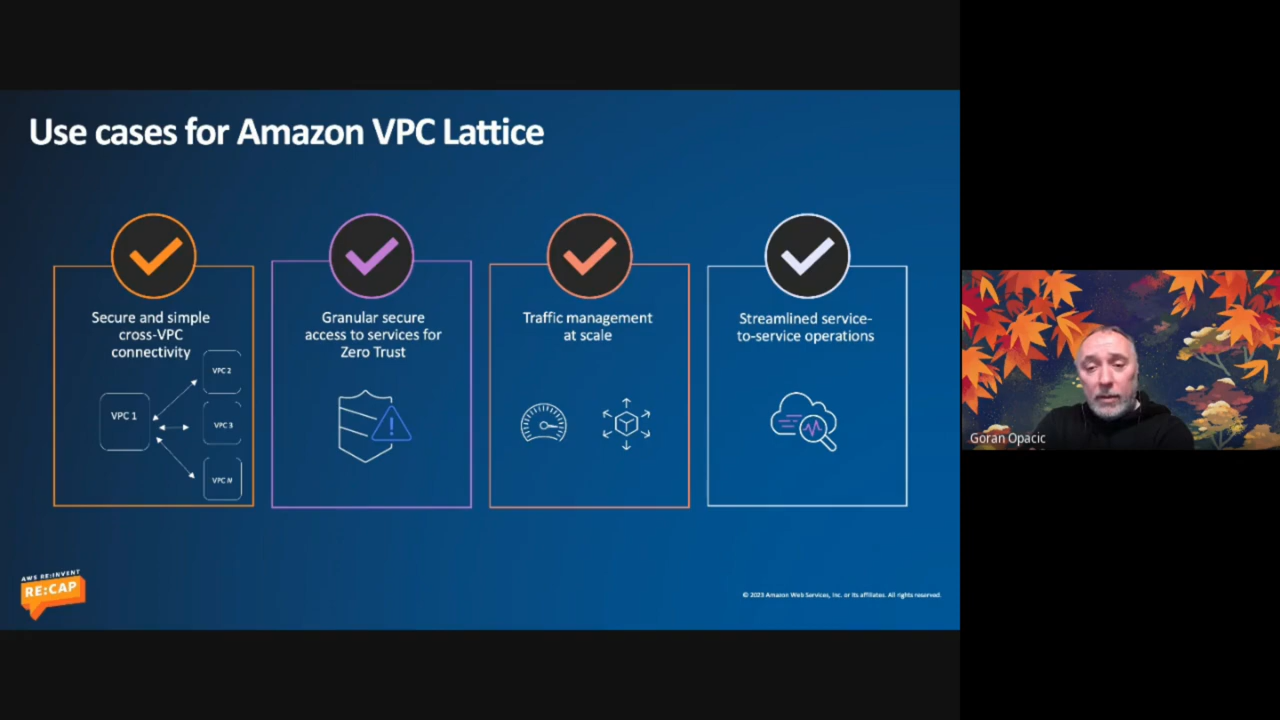 Use cases for Amazon VPC Lattice
Secure and simple
cross-VPC
connectivity
VPC 1
VPC 2
VPC 3
VPC N
Granular secure
access to services for
Zero Trust
Traffic management
at scale
Streamlined service-
to-service operations
AWS RE:INVENT
RE:CAP
© 2023 Amazon Web Services, Inc. or its affiliates. All rights reserved.
Goran Opacic